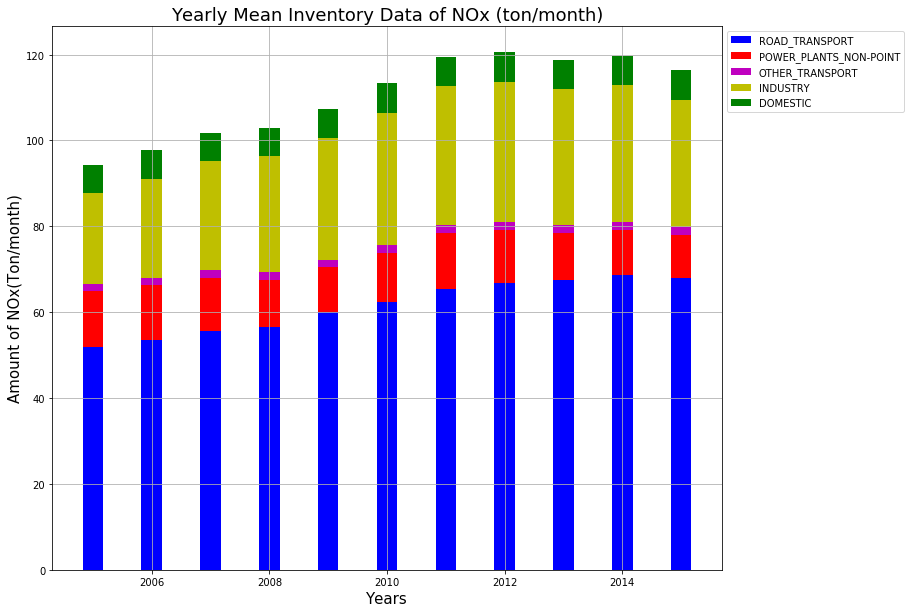 Yearly Mean Inventory Data of NOx (ton/month)
ROAD_TRANSPORT
POWER_PLANTS_NON-POINT
OTHER_TRANSPORT
INDUSTRY
DOMESTIC
Amount of NOx(Ton/month)
120
100
80
60
40
20
0
2006 2008 2010 2012 2014
Years